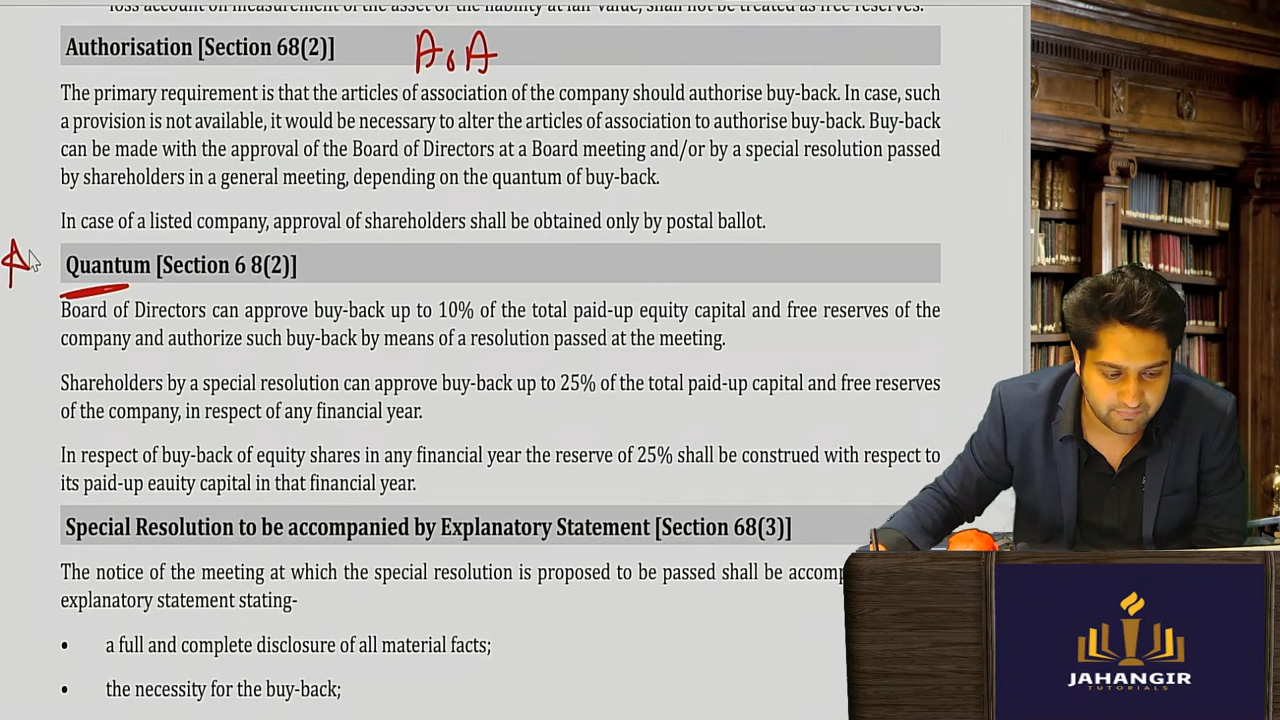 loss account on measurement of the asset or the liability at fair value, shall not be treated as free reserves.
Authorisation [Section 68(2)]
AoA
The primary requirement is that the articles of association of the company should authorise buy-back. In case, such
a provision is not available, it would be necessary to alter the articles of association to authorise buy-back. Buy-back
can be made with the approval of the Board of Directors at a Board meeting and/or by a special resolution passed
by shareholders in a general meeting, depending on the quantum of buy-back.
In case of a listed company, approval of shareholders shall be obtained only by postal ballot.
Quantum [Section 6 8(2)]
Board of Directors can approve buy-back up to 10% of the total paid-up equity capital and free reserves of the
company and authorize such buy-back by means of a resolution passed at the meeting.
Shareholders by a special resolution can approve buy-back up to 25% of the total paid-up capital and free reserves
of the company, in respect of any financial year.
In respect of buy-back of equity shares in any financial year the reserve of 25% shall be construed with respect to
its paid-up eauity capital in that financial year.
Special Resolution to be accompanied by Explanatory Statement [Section 68(3)]
The notice of the meeting at which the special resolution is proposed to be passed shall be
explanatory statement stating-
• a full and complete disclosure of all material facts;
• the necessity for the buy-back;
JAHANGIR
TUTORIALS